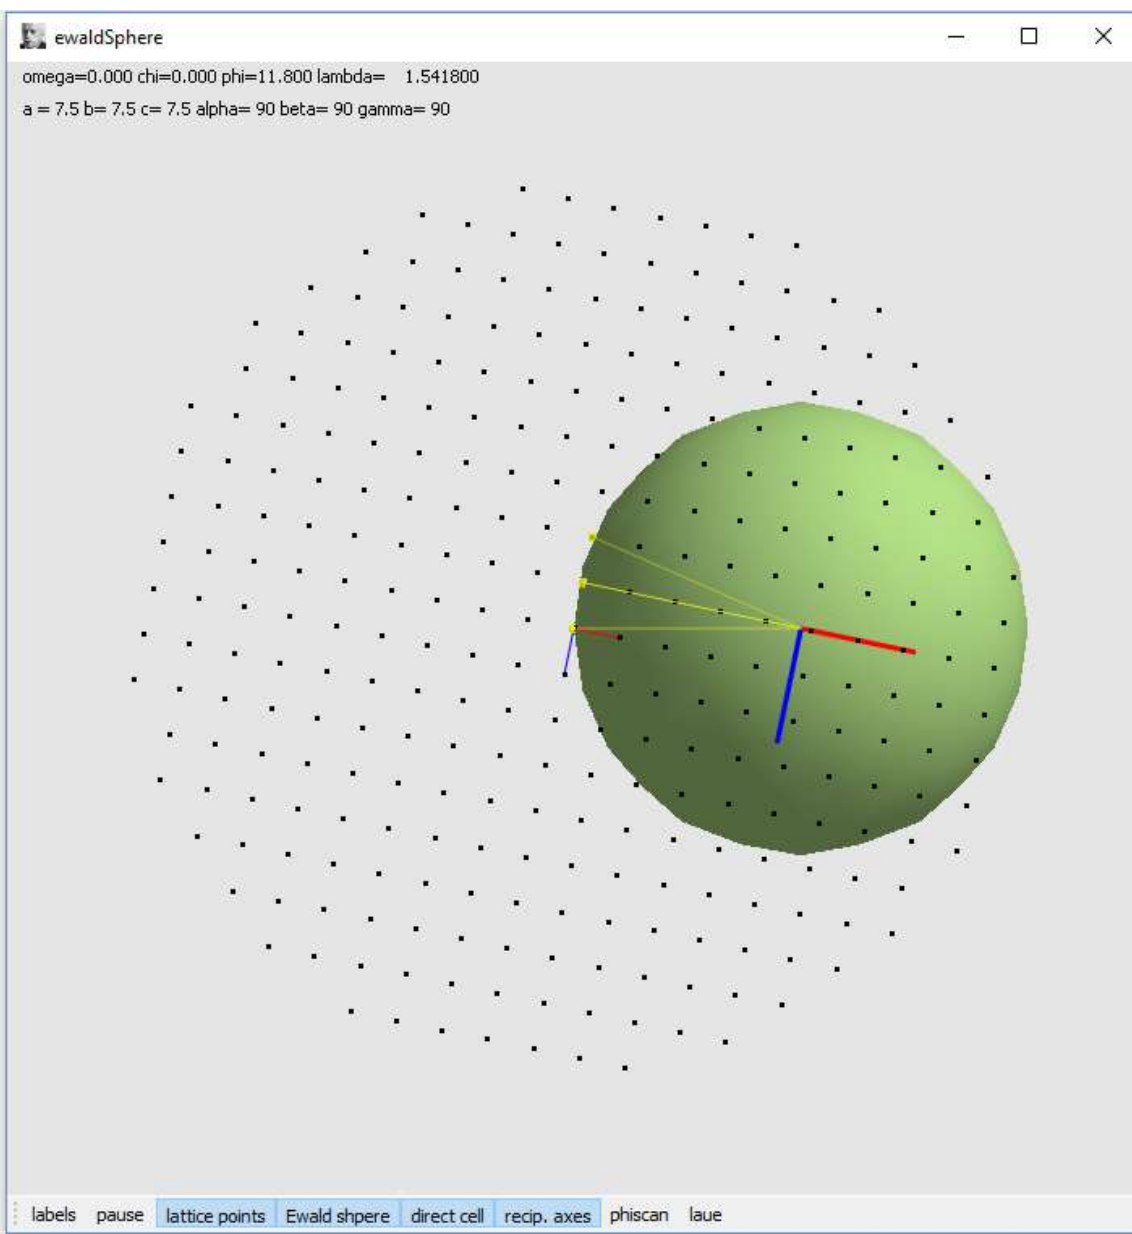 ewaldSphere
omega=0.000 chi=0.000 phi=11.800 lambda= 1.541800
a = 7.5 b= 7.5 c= 7.5 alpha= 90 beta= 90 gamma= 90
labels pause lattice points Ewald shpere direct cell recip. axes phiscan laue